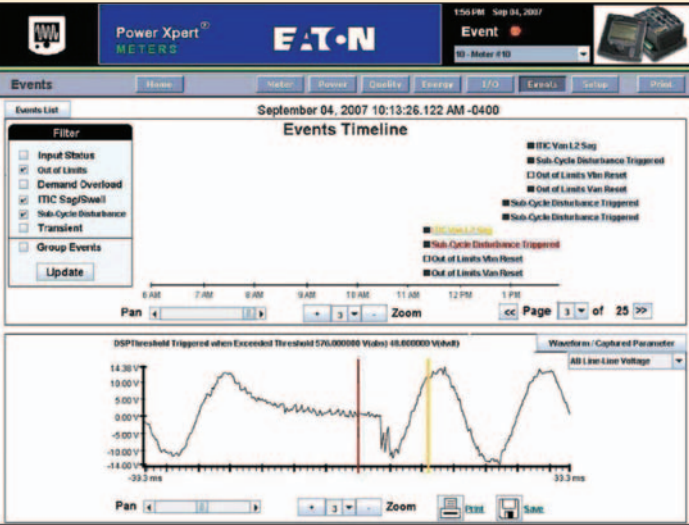 Power Xpert®
METERS
EATON
1:56 PM Sep 04, 2007
Event
10 - Meter #10
Events
Home
Meter
Power
Quality
Energy
I/O
Events
Setup
Print
Events List
September 04, 2007 10:13:26.122 AM -0400
Events Timeline
Filter
Input Status
Out of Limits
Demand Overload
ITIC Sag/Swell
Sub-Cycle Disturbance
Transient
Group Events
Update
ITIC Van L2 Sag
Sub-Cycle Disturbance Triggered
Out of Limits Vbn Reset
Out of Limits Van Reset
Sub-Cycle Disturbance Triggered
Sub-Cycle Disturbance Triggered
ITIC Van L2 Sag
Sub-Cycle Disturbance Triggered
Out of Limits Vbn Reset
Out of Limits Van Reset
6 AM 7 AM 8 AM 9 AM 10 AM 11 AM 12 PM 1 PM
Pan
+ 3 - Zoom
<< Page 3 of 25 >>
DSPThreshold Triggered when Exceeded Threshold 576.000000 V(abs) 48.000000 V(dvdt)
Waveform / Captured Parameter
AB Line-Line Voltage
14.38 V
10.00 V
5.00 V
0.00 V
-5.00 V
-10.00 V
-14.00 V
-33.3 ms
33.3 ms
Pan
+ 3 - Zoom
Print
Save